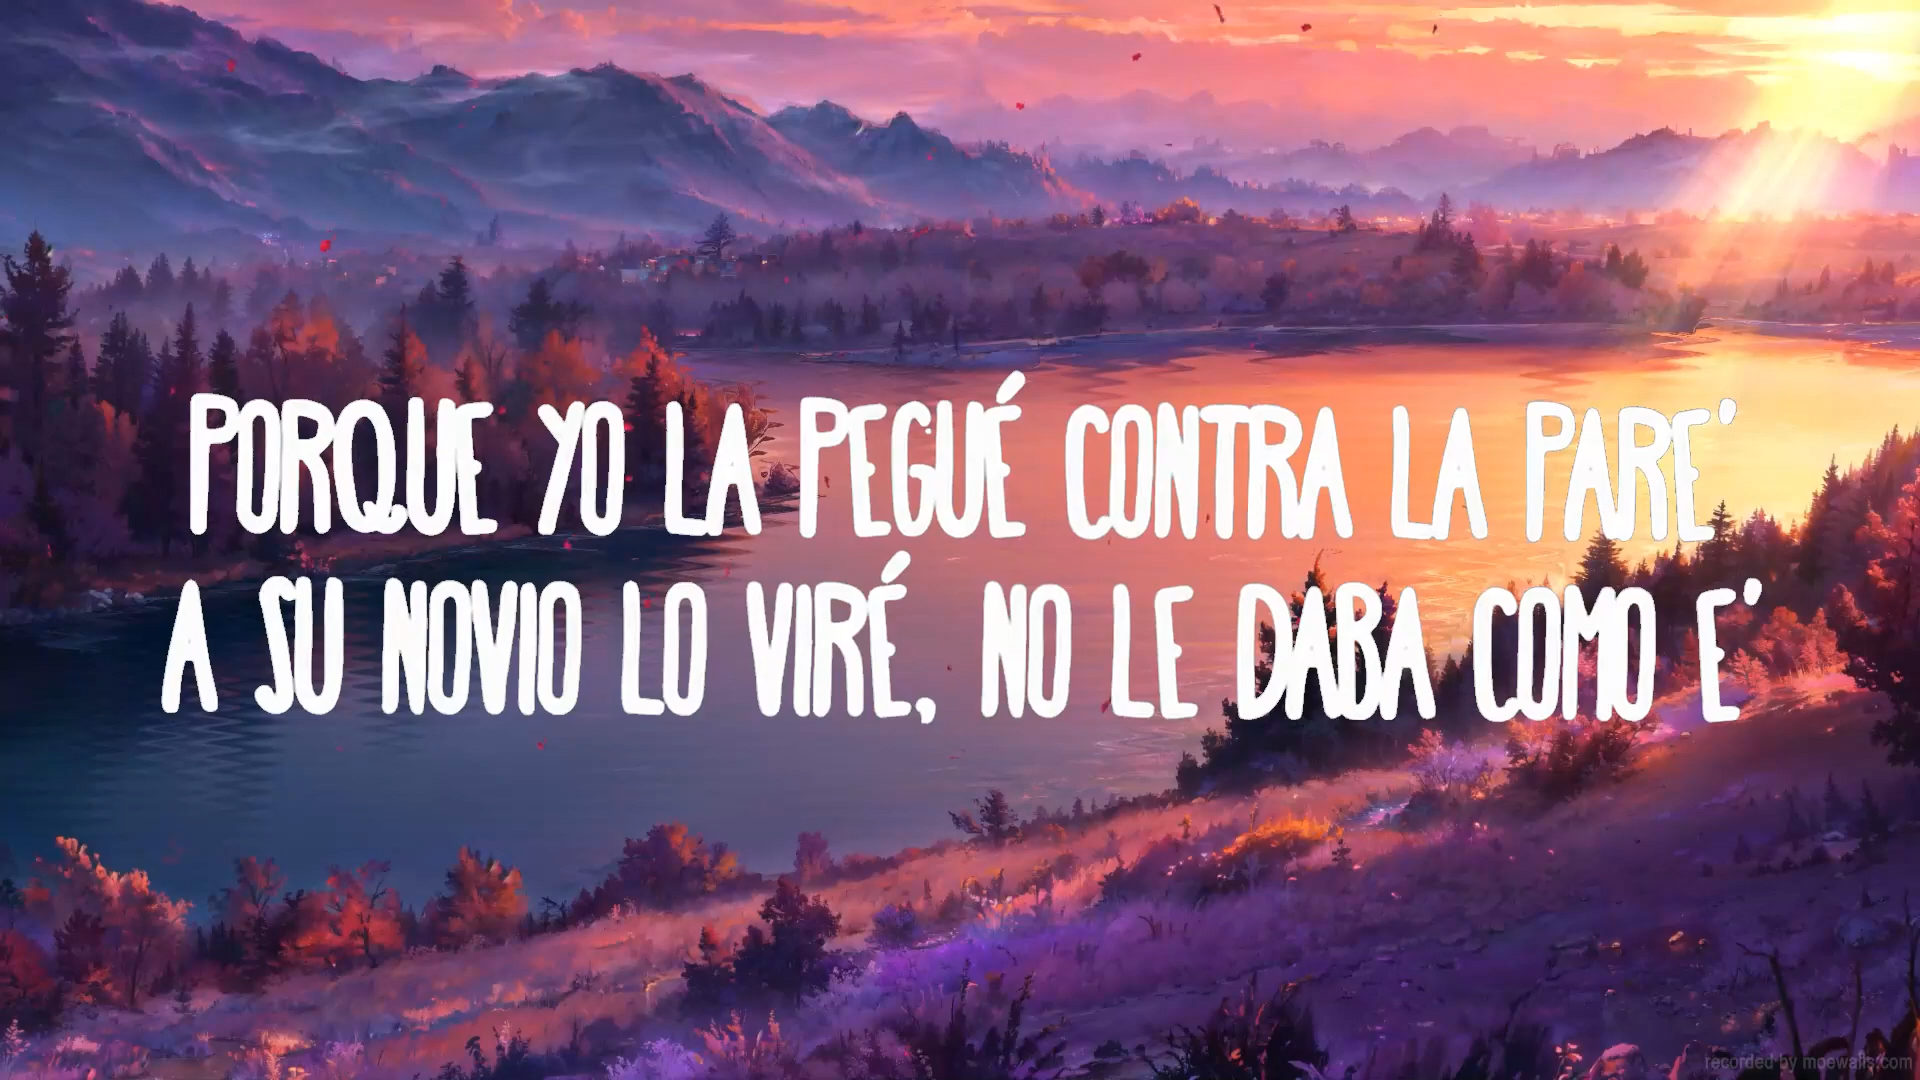 PORQUE YO LA PEGUÉ CONTRA LA PARE'
A SU NOVIO LO VIRÉ, NO LE DABA COMO E'
recorded by moewalls.com